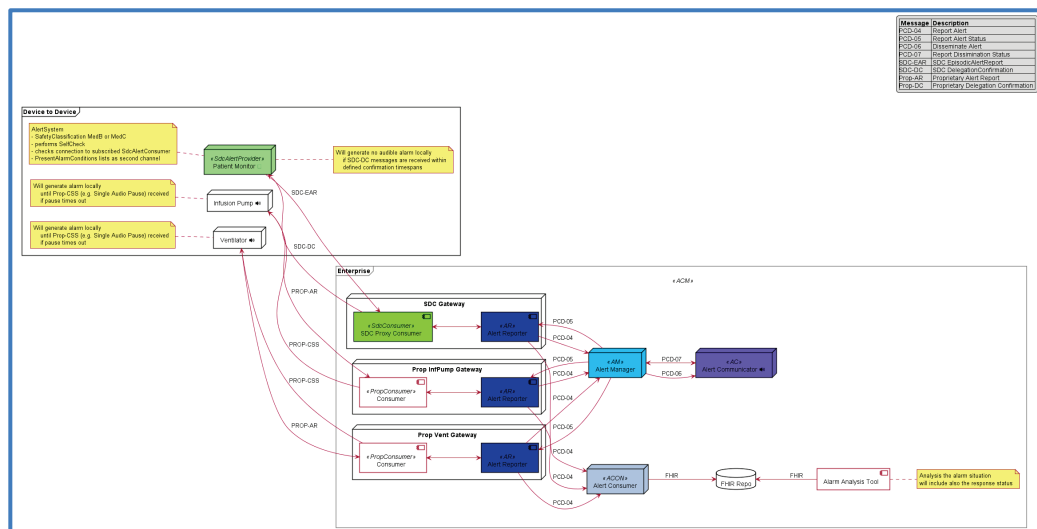 Message Description
PCD-04 Report Alert
PCD-05 Report Alert Status
PCD-06 Disseminate Alert
PCD-07 Report Dissimination Status
SDC-EAR SDC EpisodicAlertReport
SDC-DC SDC DelegationConfirmation
Prop-AR Proprietary Alert Report
Prop-DC Proprietary Delegation Confirmation
Device to Device
AlertSystem
- SafetyClassification MedB or MedC
- performs SelfCheck
- checks connection to subscribed SdcAlertConsumer
- PresentAlarmConditions lists as second channel
«SdcAlertProvider»
Patient Monitor ...
Will generate no audible alarm locally
if SDC-DC messages are received within
defined confirmation timespans
Will generate alarm locally
until Prop-CSS (e.g. Single Audio Pause) received
if pause times out
Infusion Pump
SDC-EAR
Will generate alarm locally
until Prop-CSS (e.g. Single Audio Pause) received
if pause times out
Ventilator
SDC-DC
Enterprise
«ACM»
PROP-AR
SDC Gateway
«SdcConsumer»
SDC Proxy Consumer
«AR»
Alert Reporter
PCD-05
PCD-04
PROP-CSS
PCD-05
«AM»
Alert Manager
PCD-07
PCD-06
«AC»
Alert Communicator
Prop InfPump Gateway
«PropConsumer»
Consumer
«AR»
Alert Reporter
PCD-04
PROP-CSS
PCD-04
PROP-AR
PCD-05
Prop Vent Gateway
«PropConsumer»
Consumer
«AR»
Alert Reporter
PCD-04
PCD-04
PCD-04
«ACON»
Alert Consumer
FHIR
FHIR Repo
FHIR
Alarm Analysis Tool
Analysis the alarm situation
will include also the response status